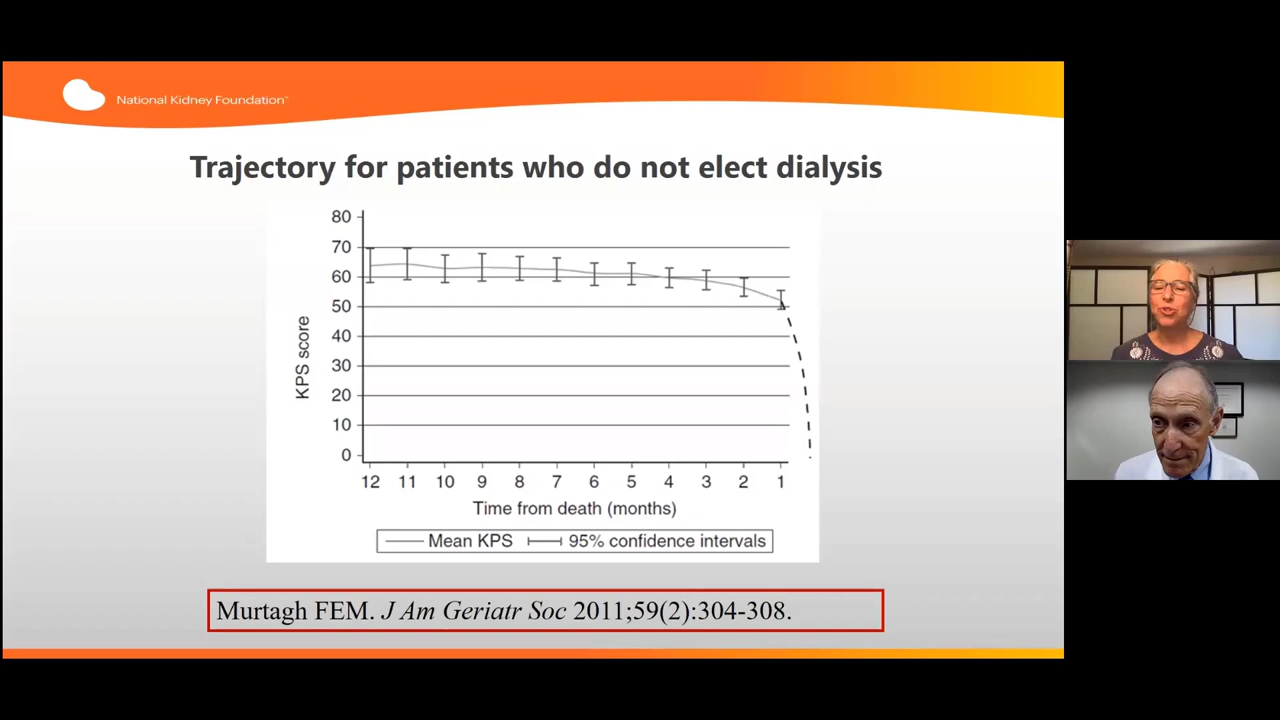 National Kidney Foundation™
Trajectory for patients who do not elect dialysis
80
70
60
50
40
30
20
10
0
KPS score
12 11 10 9 8 7 6 5 4 3 2 1
Time from death (months)
Mean KPS 95% confidence intervals
Murtagh FEM. J Am Geriatr Soc 2011;59(2):304-308.